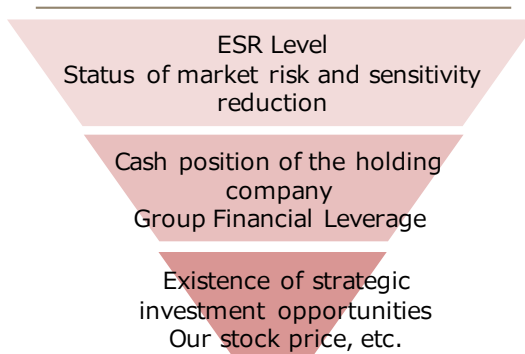 ESR Level
Status of market risk and sensitivity
reduction
Cash position of the holding
company
Group Financial Leverage
Existence of strategic
investment opportunities
Our stock price, etc.